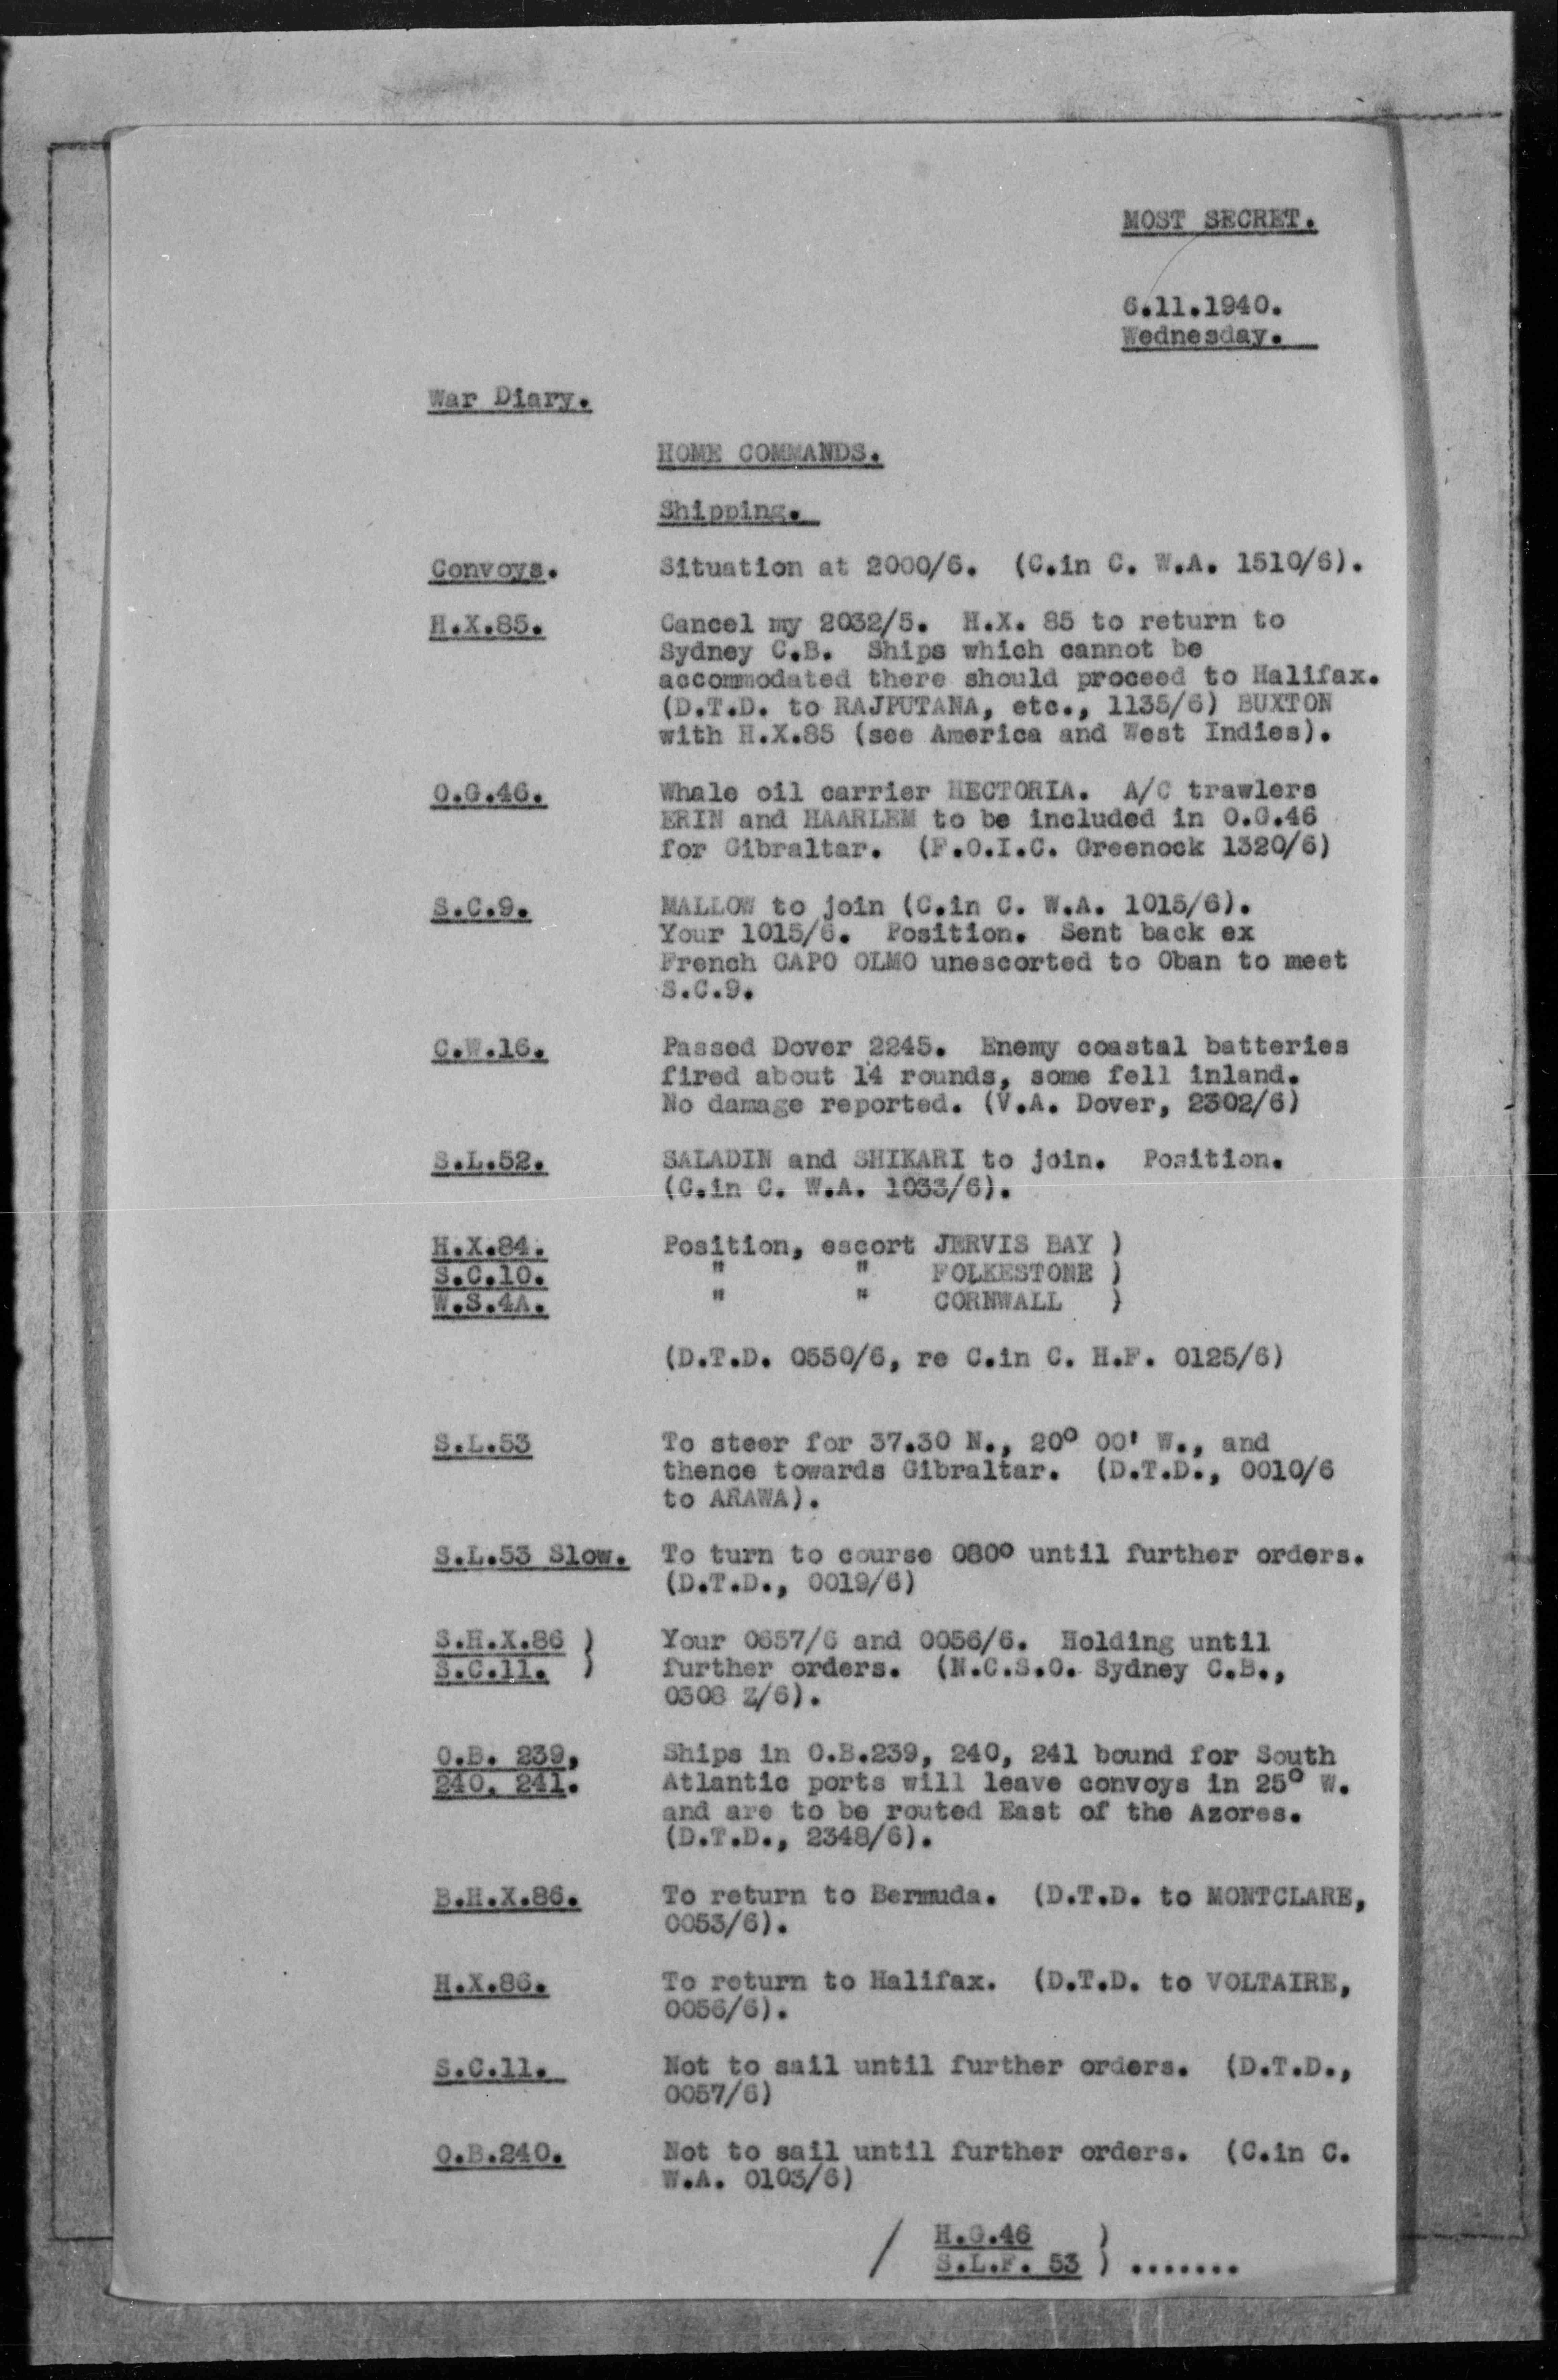 MOST SECRET.
6.11.1940.
Wednesday.
War Diary.
HOME COMMANDS.
Shipping.
Convoys. Situation at 2000/6. (C.in C. W.A. 1510/6).
H.X.85. Cancel my 2032/5. H.X. 85 to return to
Sydney C.B. Ships which cannot be
accommodated there should proceed to Halifax.
(D.T.D. to RAJPUTANA, etc., 1135/6) BUXTON
with H.X.85 (see America and West Indies).
O.G.46. Whale oil carrier HECTORIA. A/C trawlers
ERIN and HAARLEM to be included in O.G.46
for Gibraltar. (F.O.I.C. Greenock 1320/6)
S.C.9. MALLOW to join (C.in C. W.A. 1015/6).
Your 1015/6. Position. Sent back ex
French CAPO OLMO unescorted to Oban to meet
S.C.9.
C.W.16. Passed Dover 2245. Enemy coastal batteries
fired about 14 rounds, some fell inland.
No damage reported. (V.A. Dover, 2302/6)
S.L.52. SALADIN and SHIKARI to join. Position.
(C.in C. W.A. 1033/6).
H.X.84. Position, escort JERVIS BAY )
S.C.10. " " FOLKESTONE )
W.S.4A. " " CORNWALL )
(D.T.D. 0550/6, re C.in C. H.F. 0125/6)
S.L.53 To steer for 37.30 N., 20° 00' W., and
thence towards Gibraltar. (D.T.D., 0010/6
to ARAWA).
S.L.53 Slow. To turn to course 080° until further orders.
(D.T.D., 0019/6)
S.H.X.86 ) Your 0657/6 and 0056/6. Holding until
S.C.11. ) further orders. (N.C.S.O. Sydney C.B.,
0308 Z/6).
O.B. 239, Ships in O.B.239, 240, 241 bound for South
240, 241. Atlantic ports will leave convoys in 25° W.
and are to be routed East of the Azores.
(D.T.D., 2348/6).
B.H.X.86. To return to Bermuda. (D.T.D. to MONTCLARE,
0053/6).
H.X.86. To return to Halifax. (D.T.D. to VOLTAIRE,
0056/6).
S.C.11. Not to sail until further orders. (D.T.D.,
0057/6)
O.B.240. Not to sail until further orders. (C.in C.
W.A. 0103/6)
/ H.G.46 )
S.L.F. 53 ) .......